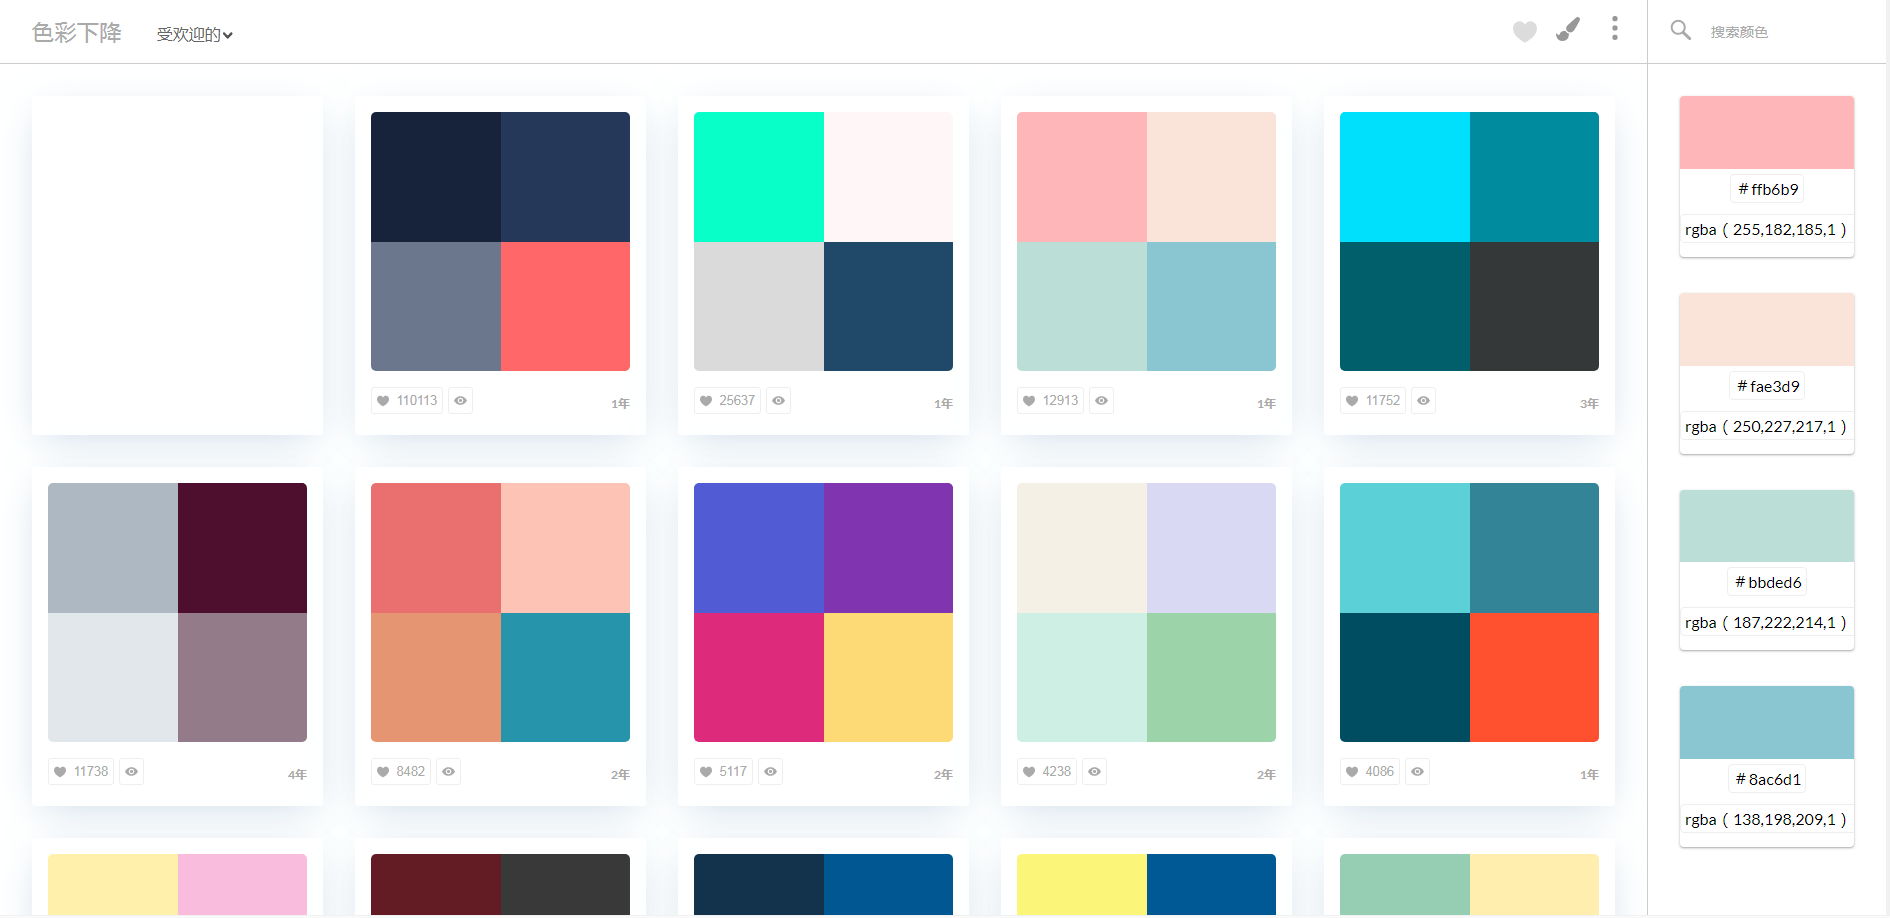 色彩下降
受欢迎的
搜索颜色
110113
1年
25637
1年
12913
1年
11752
3年
11738
4年
8482
2年
5117
2年
4238
2年
4086
1年
# ffb6b9
rgba ( 255,182,185,1 )
# fae3d9
rgba ( 250,227,217,1 )
# bbded6
rgba ( 187,222,214,1 )
# 8ac6d1
rgba ( 138,198,209,1 )